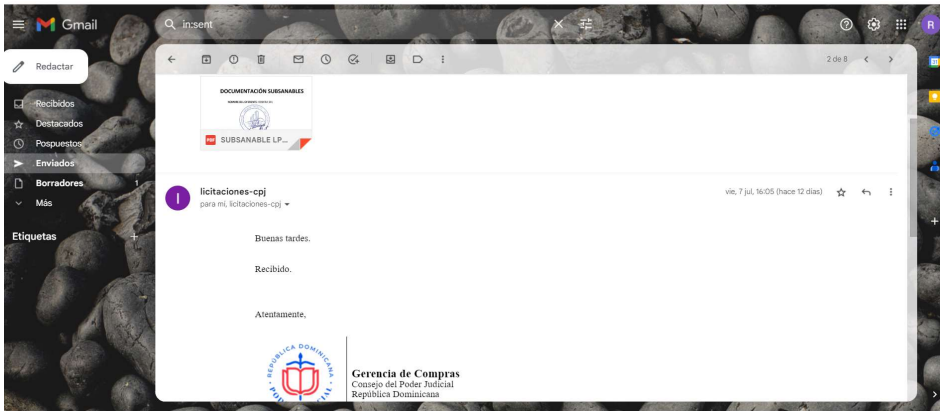 Gmail
in:sent
R
Redactar
2 de 8
Recibidos
Destacados
Pospuestos
Enviados
Borradores 1
Más
Etiquetas
DOCUMENTACIÓN SUBSANABLES
PDF SUBSANABLE LP...
licitaciones-cpj
vie, 7 jul, 16:05 (hace 12 días)
para mí, licitaciones-cpj
Buenas tardes.
Recibido.
Atentamente,
REPÚBLICA DOMINICANA
Gerencia de Compras
Consejo del Poder Judicial
República Dominicana